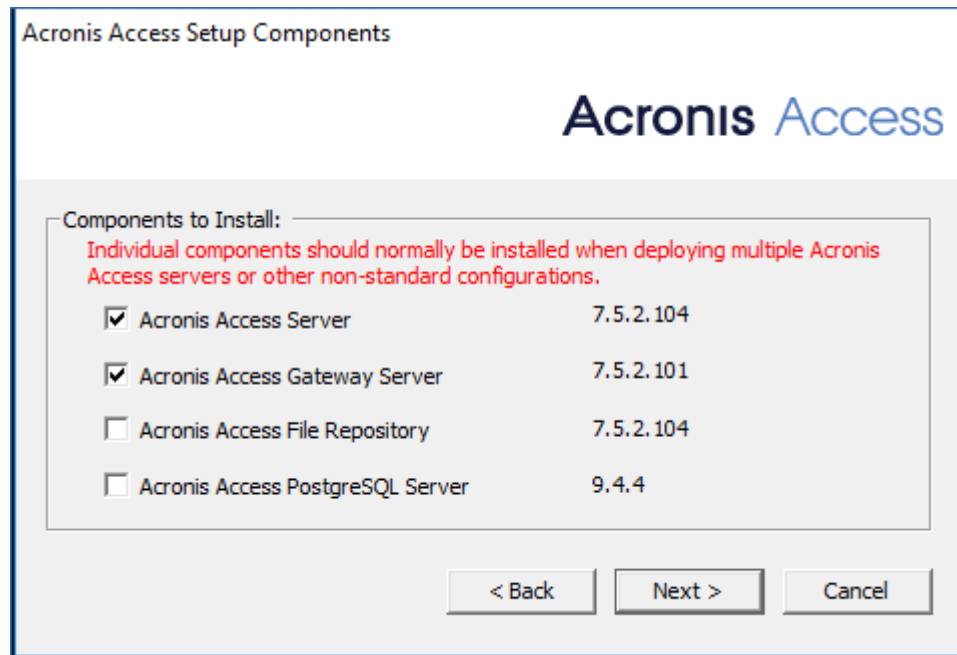 Acronis Access Setup Components
Acronis Access
Components to Install:
Individual components should normally be installed when deploying multiple Acronis
Access servers or other non-standard configurations.
Acronis Access Server 7.5.2.104
Acronis Access Gateway Server 7.5.2.101
Acronis Access File Repository 7.5.2.104
Acronis Access PostgreSQL Server 9.4.4
< Back Next > Cancel